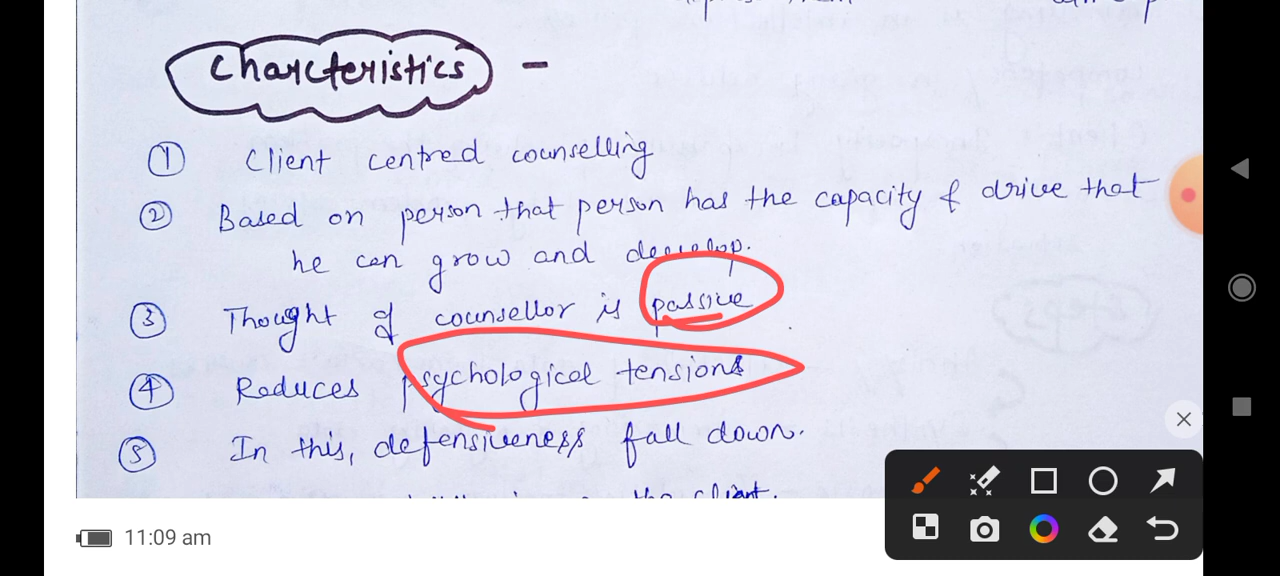 Charcteristics -
① Client centred counselling
② Based on person that person has the capacity & drive that
he can grow and develop.
③ Thought of counsellor is passive
④ Reduces psychological tensions
⑤ In this, defensiveness fall down.
the client.
11:09 am